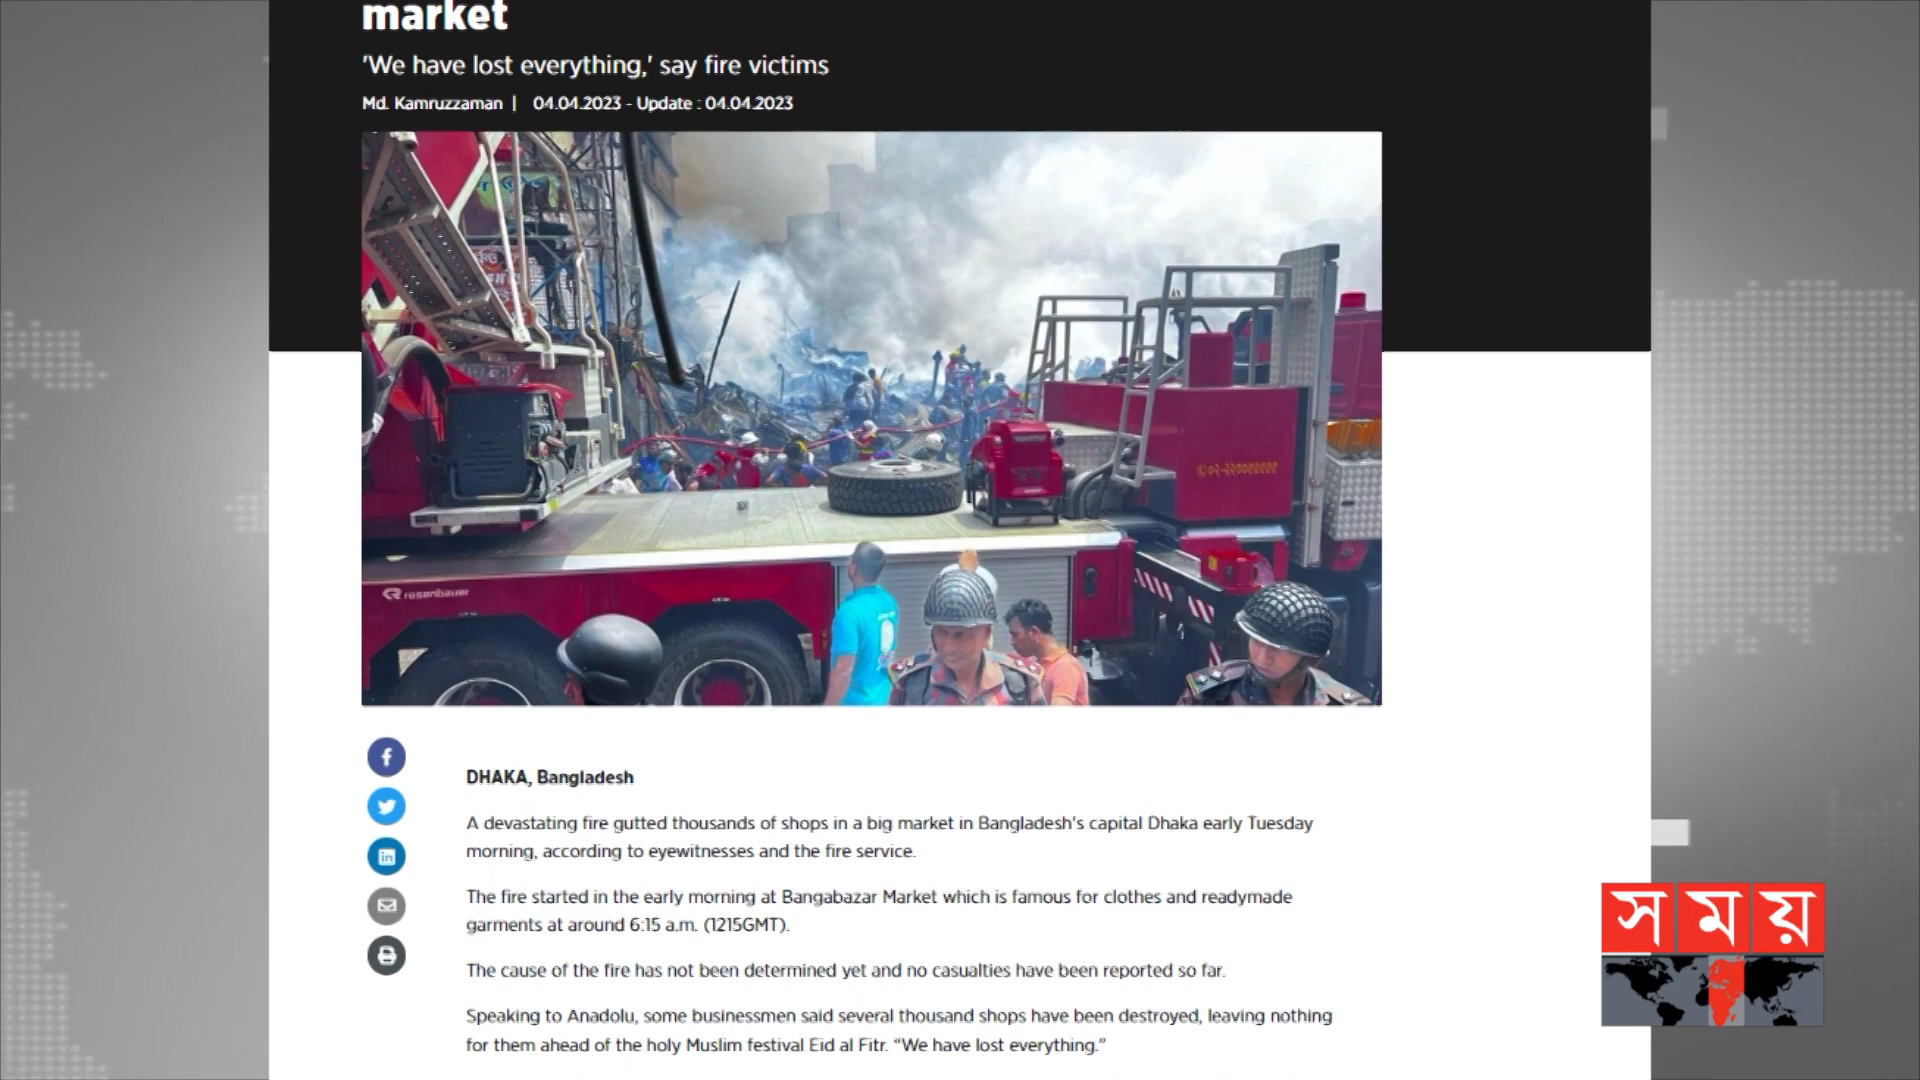 market
'We have lost everything,' say fire victims
Md. Kamruzzaman | 04.04.2023 - Update : 04.04.2023
rosenbauer
DHAKA, Bangladesh
A devastating fire gutted thousands of shops in a big market in Bangladesh's capital Dhaka early Tuesday
morning, according to eyewitnesses and the fire service.
The fire started in the early morning at Bangabazar Market which is famous for clothes and readymade
garments at around 6:15 a.m. (1215GMT).
The cause of the fire has not been determined yet and no casualties have been reported so far.
Speaking to Anadolu, some businessmen said several thousand shops have been destroyed, leaving nothing
for them ahead of the holy Muslim festival Eid al Fitr. “We have lost everything.”
সময়